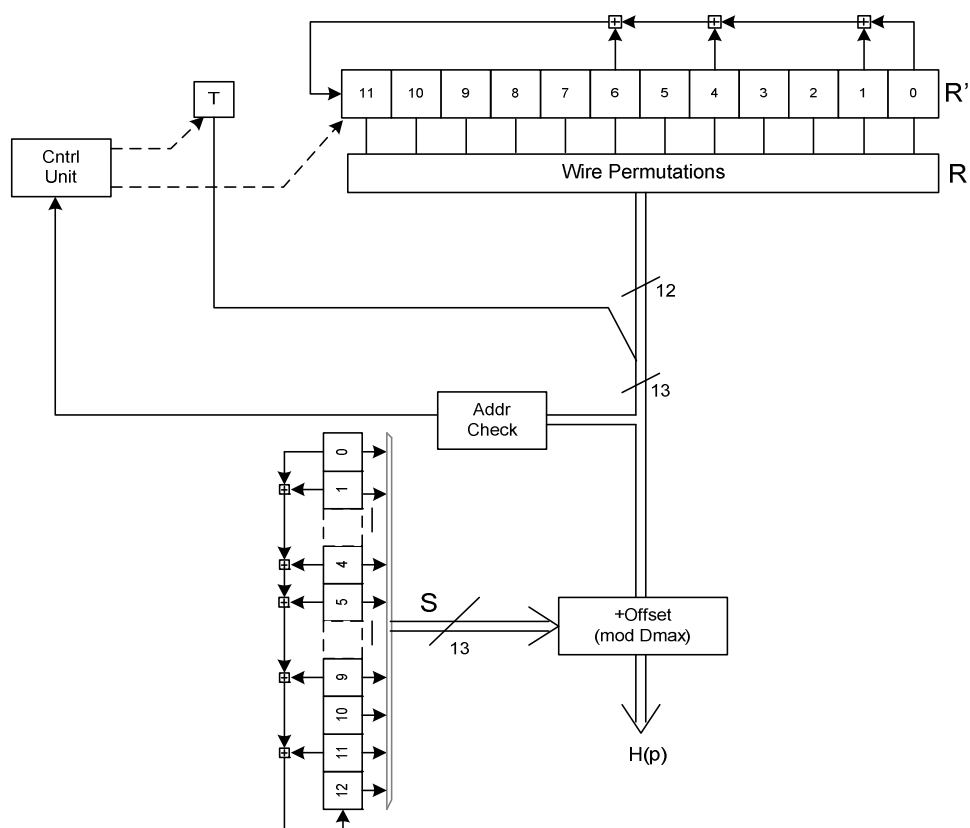 T
11 10 9 8 7 6 5 4 3 2 1 0 R'
Cntrl
Unit
Wire Permutations R
12
13
Addr
Check
0
1
4
5
9
10
11
12
S
13
+Offset
(mod Dmax)
H(p)